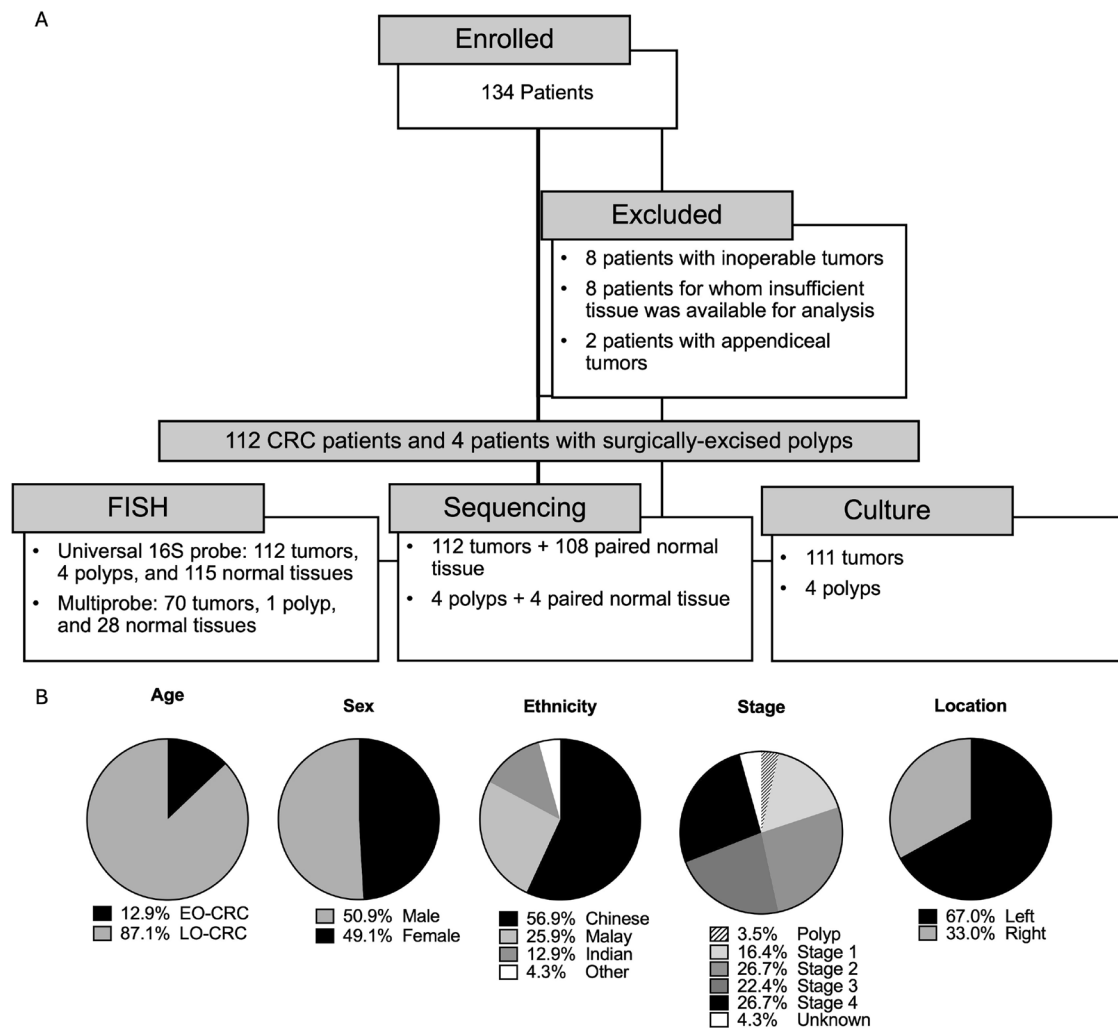 A
Enrolled
134 Patients
Excluded
• 8 patients with inoperable tumors
• 8 patients for whom insufficient
tissue was available for analysis
• 2 patients with appendiceal
tumors
112 CRC patients and 4 patients with surgically-excised polyps
FISH
• Universal 16S probe: 112 tumors,
4 polyps, and 115 normal tissues
• Multiprobe: 70 tumors, 1 polyp,
and 28 normal tissues
Sequencing
• 112 tumors + 108 paired normal
tissue
• 4 polyps + 4 paired normal tissue
Culture
• 111 tumors
• 4 polyps
B
Age
12.9% EO-CRC
87.1% LO-CRC
Sex
50.9% Male
49.1% Female
Ethnicity
56.9% Chinese
25.9% Malay
12.9% Indian
4.3% Other
Stage
3.5% Polyp
16.4% Stage 1
26.7% Stage 2
22.4% Stage 3
26.7% Stage 4
4.3% Unknown
Location
67.0% Left
33.0% Right